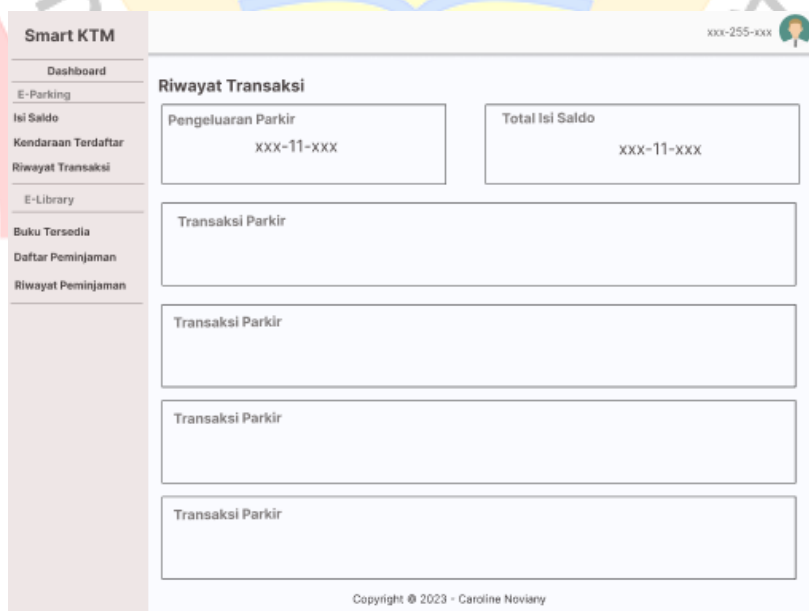 Smart KTM
xxx-255-xxx
Dashboard
E-Parking
Isi Saldo
Kendaraan Terdaftar
Riwayat Transaksi
E-Library
Buku Tersedia
Daftar Peminjaman
Riwayat Peminjaman
Riwayat Transaksi
Pengeluaran Parkir
xxx-11-xxx
Total Isi Saldo
xxx-11-xxx
Transaksi Parkir
Transaksi Parkir
Transaksi Parkir
Transaksi Parkir
Copyright © 2023 - Caroline Noviany